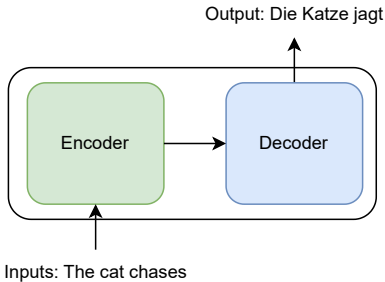 Output: Die Katze jagt
Encoder
Decoder
Inputs: The cat chases